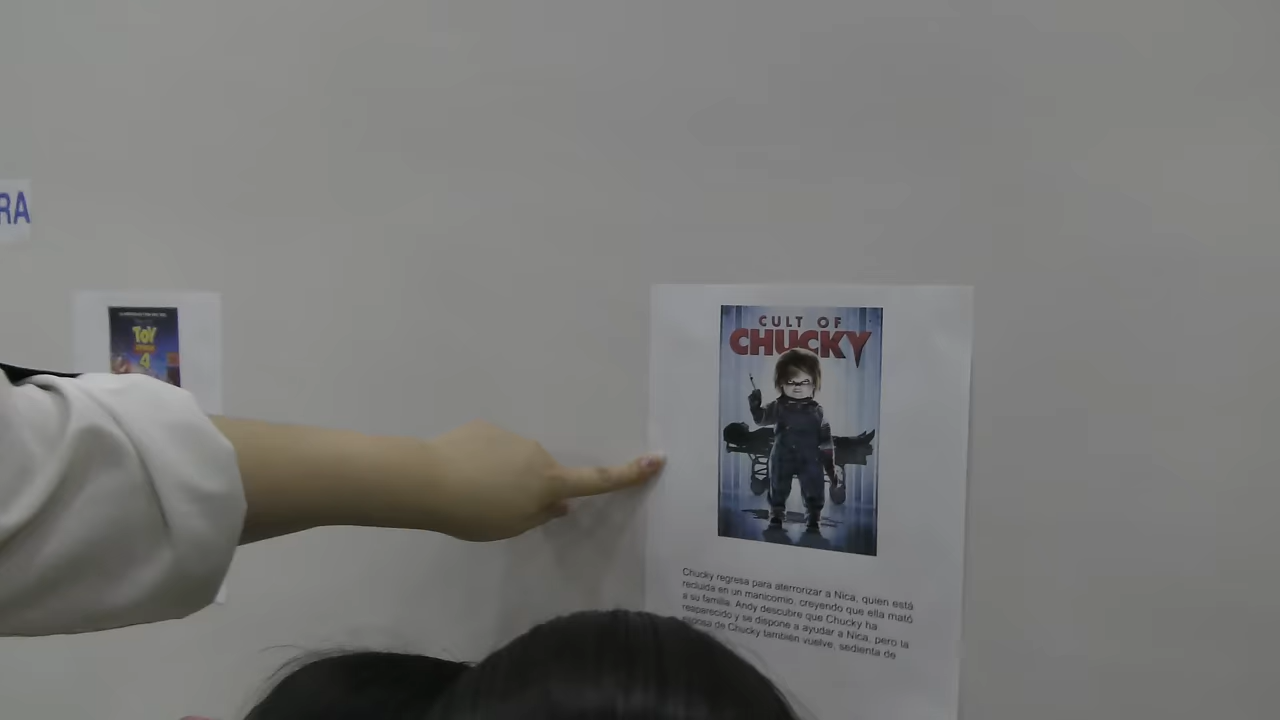 RA
TOY
4
CULT OF
CHUCKY
Chucky regresa para aterrorizar a Nica, quien está
recluida en un manicomio, creyendo que ella mató
a su familia. Andy descubre que Chucky ha
reaparecido y se dispone a ayudar a Nica, pero la
esposa de Chucky también vuelve, sedienta de